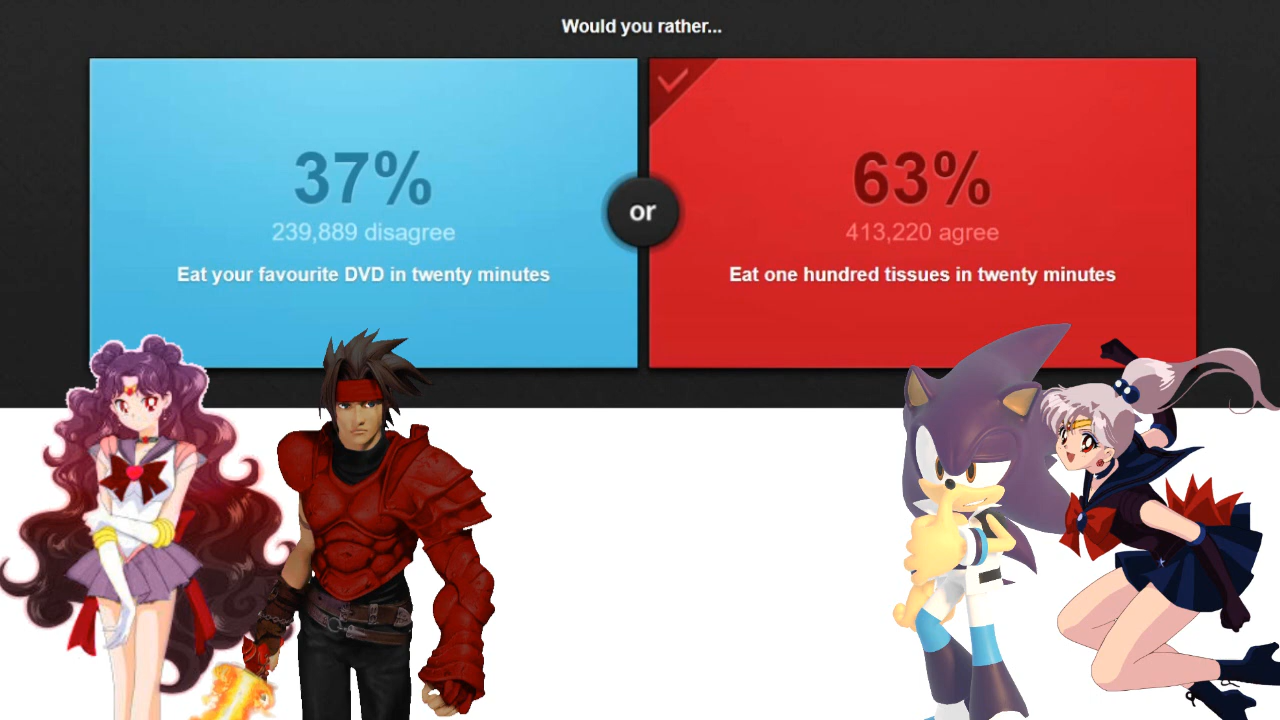 Would you rather...
37%
239,889 disagree
Eat your favourite DVD in twenty minutes
or
63%
413,220 agree
Eat one hundred tissues in twenty minutes